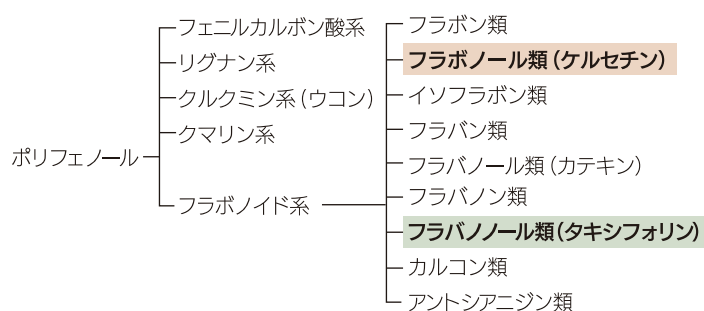 ポリフェノール
フェニルカルボン酸系
リグナン系
クルクミン系（ウコン）
クマリン系
フラボノイド系
フラボン類
フラボノール類（ケルセチン）
イソフラボン類
フラバン類
フラバノール類（カテキン）
フラバノン類
フラバノノール類（タキシフォリン）
カルコン類
アントシアニジン類